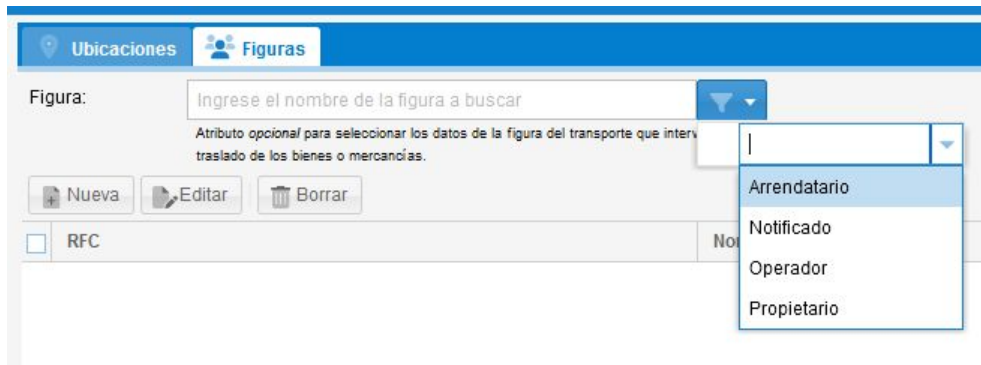 Ubicaciones Figuras
Figura: Ingrese el nombre de la figura a buscar
Atributo opcional para seleccionar los datos de la figura del transporte que
traslado de los bienes o mercancías.
Nueva Editar Borrar
Arrendatario
RFC
Notificado
Operador
Propietario